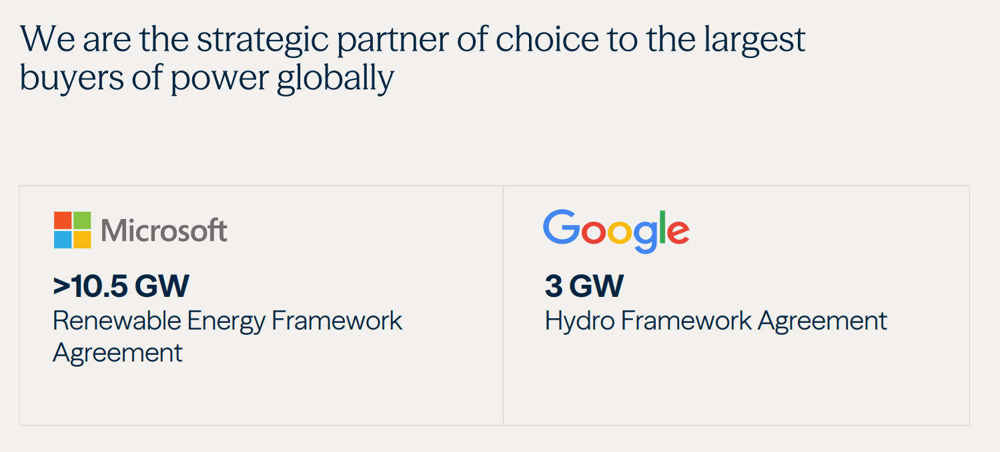 We are the strategic partner of choice to the largest
buyers of power globally
Microsoft
>10.5 GW
Renewable Energy Framework
Agreement
Google
3 GW
Hydro Framework Agreement